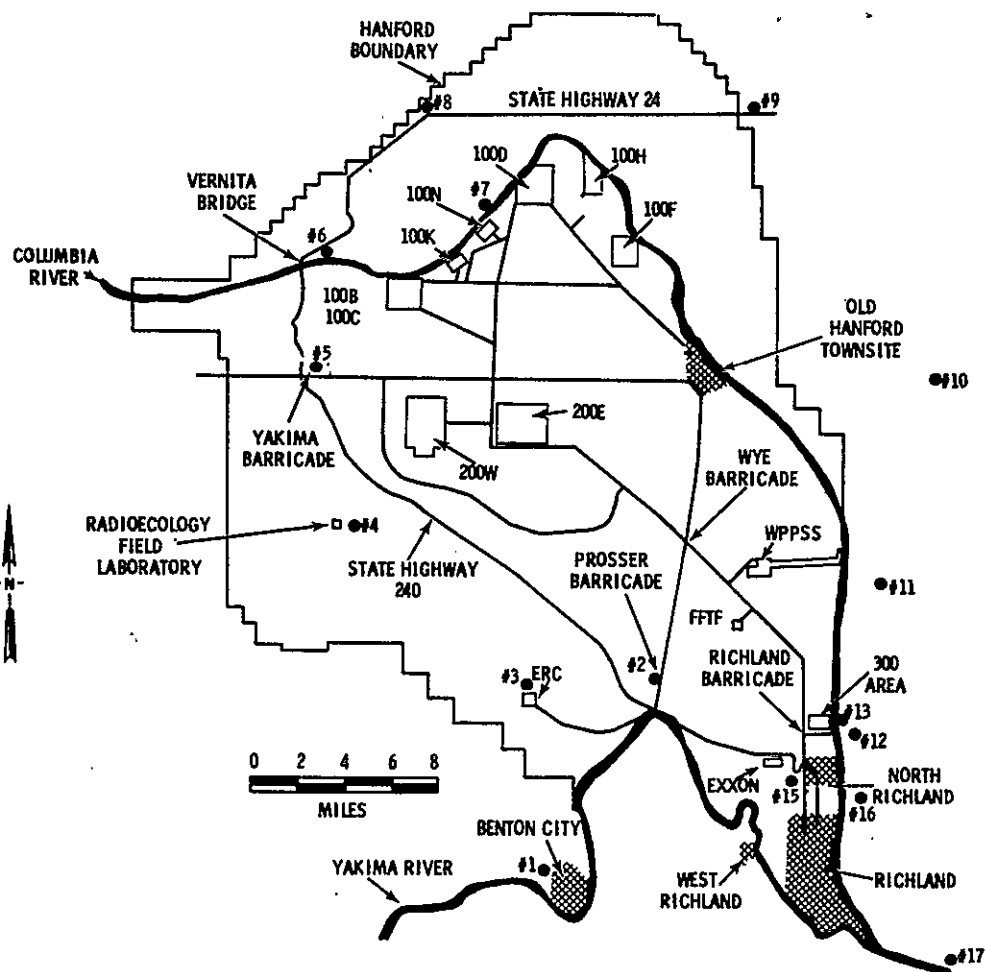 HANFORD
BOUNDARY
#8
STATE HIGHWAY 24
#9
100D
100H
VERNITA
BRIDGE
100N
#7
100F
#6
100K
COLUMBIA
RIVER
100B
100C
OLD
HANFORD
TOWNSITE
#5
#10
YAKIMA
BARRICADE
200E
200W
WYE
BARRICADE
RADIOECOLOGY
FIELD
LABORATORY
#4
STATE HIGHWAY
240
PROSSER
BARRICADE
WPPSS
N
#11
FFTF
#3
ERC
#2
RICHLAND
BARRICADE
300
AREA
#13
#12
0 2 4 6 8
MILES
EXXON
#15
NORTH
RICHLAND
#16
BENTON CITY
#1
YAKIMA RIVER
WEST
RICHLAND
RICHLAND
#17